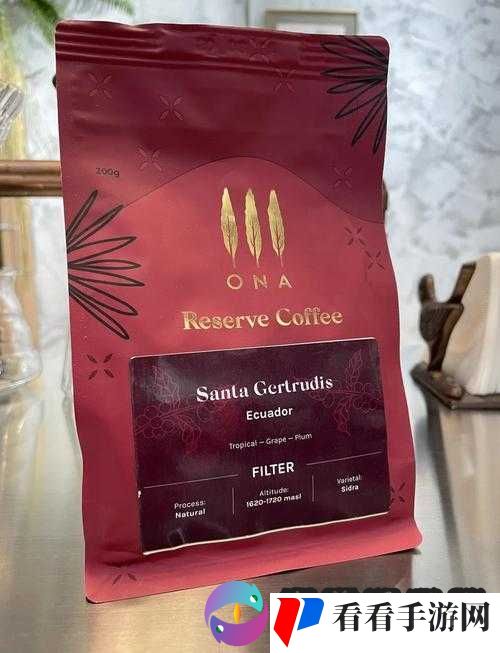 200g
ONA
Reserve Coffee
Santa Gertrudis
Ecuador
Tropical — Grape — Plum
FILTER
Process:
Natural
Altitude:
1620-1720 masl
Varietal:
Sidra
看看手游网